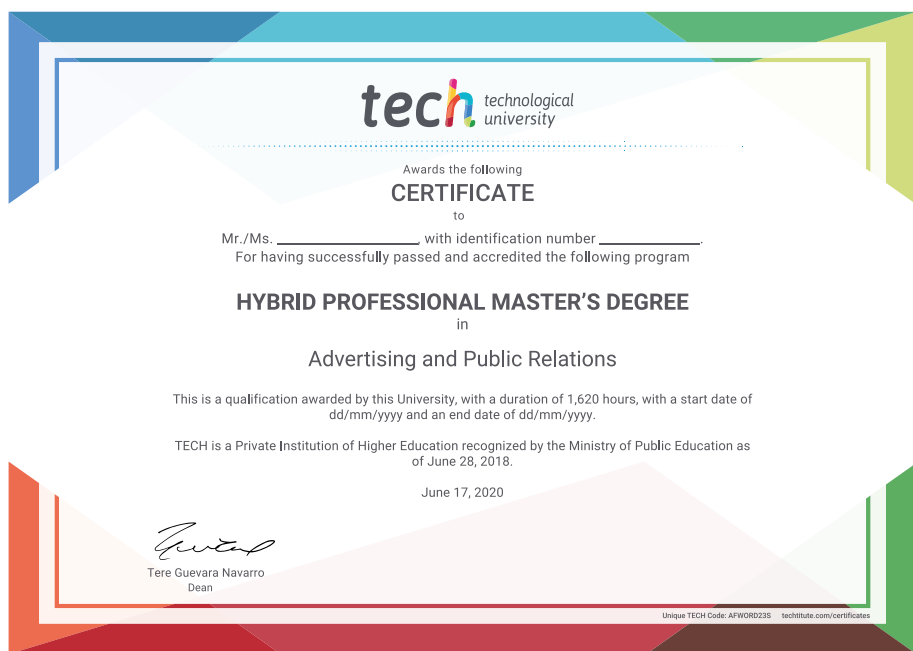 tech technological
university
Awards the following
CERTIFICATE
to
Mr./Ms. ____________________, with identification number ______________.
For having successfully passed and accredited the following program
HYBRID PROFESSIONAL MASTER'S DEGREE
in
Advertising and Public Relations
This is a qualification awarded by this University, with a duration of 1,620 hours, with a start date of
dd/mm/yyyy and an end date of dd/mm/yyyy.
TECH is a Private Institution of Higher Education recognized by the Ministry of Public Education as
of June 28, 2018.
June 17, 2020
Tere Guevara Navarro
Dean
Unique TECH Code: AFWORD23S techtitute.com/certificates